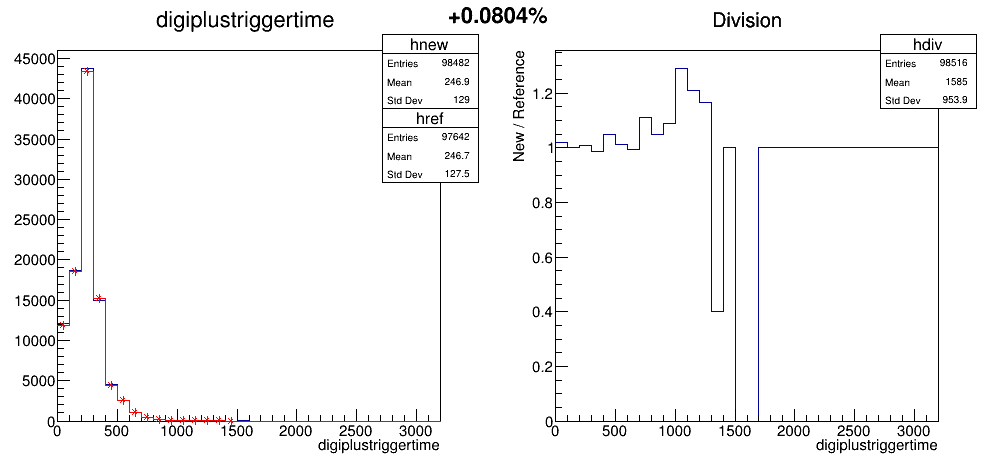 digiplustriggertime
+0.0804%
Division
hnew
Entries 98482
Mean 246.9
Std Dev 129
href
Entries 97642
Mean 246.7
Std Dev 127.5
45000
40000
35000
30000
25000
20000
15000
10000
5000
0
0 500 1000 1500 2000 2500 3000
digiplustriggertime
hdiv
Entries 98516
Mean 1585
Std Dev 953.9
New / Reference
1.2
1
0.8
0.6
0.4
0.2
0
0 500 1000 1500 2000 2500 3000
digiplustriggertime